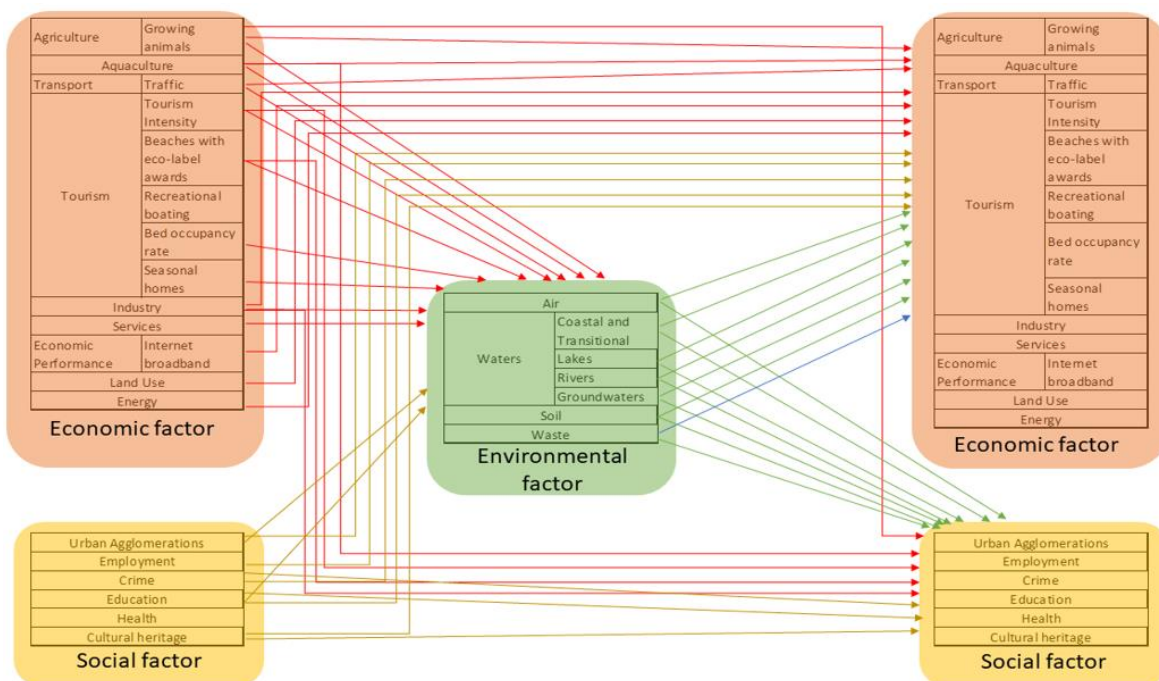 Agriculture
Growing
animals
Aquaculture
Transport
Traffic
Tourism
Tourism
Intensity
Beaches with
eco-label
awards
Recreational
boating
Bed occupancy
rate
Seasonal
homes
Industry
Services
Economic
Performance
Internet
broadband
Land Use
Energy
Economic factor
Urban Agglomerations
Employment
Crime
Education
Health
Cultural heritage
Social factor
Air
Waters
Coastal and
Transitional
Lakes
Rivers
Groundwaters
Soil
Waste
Environmental
factor
Agriculture
Growing
animals
Aquaculture
Transport
Traffic
Tourism
Tourism
Intensity
Beaches with
eco-label
awards
Recreational
boating
Bed occupancy
rate
Seasonal
homes
Industry
Services
Economic
Performance
Internet
broadband
Land Use
Energy
Economic factor
Urban Agglomerations
Employment
Crime
Education
Health
Cultural heritage
Social factor